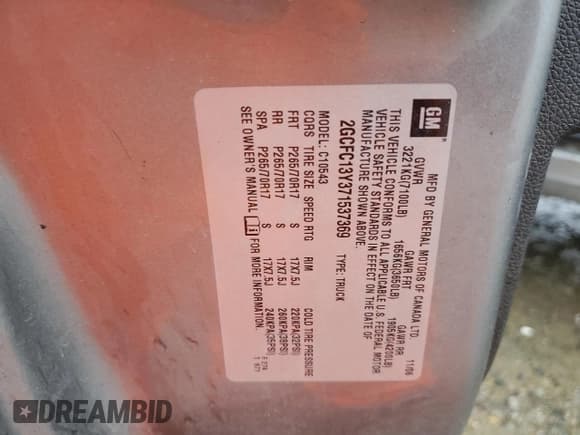 GM
MFD BY GENERAL MOTORS OF CANADA LTD.
11/06
GVWR GAWR FRT GAWR RR
3221KG(7100LB) 1656KG(3650LB) 1905KG(4200LB)
THIS VEHICLE CONFORMS TO ALL APPLICABLE U.S. FEDERAL MOTOR
VEHICLE SAFETY STANDARDS IN EFFECT ON THE DATE OF
MANUFACTURE SHOWN ABOVE.
2GCFC13Y371537369 TYPE: TRUCK
MODEL: C10543
CORS TIRE SIZE SPEED RTG RIM COLD TIRE PRESSURE
FRT P265/70R17 S 17X7.5J 220KPA(32PSI)
RR P265/70R17 S 17X7.5J 260KPA(38PSI)
SPA P265/70R17 S 17X7.5J 240KPA(35PSI)
SEE OWNER'S MANUAL FOR MORE INFORMATION.
DREAMBID